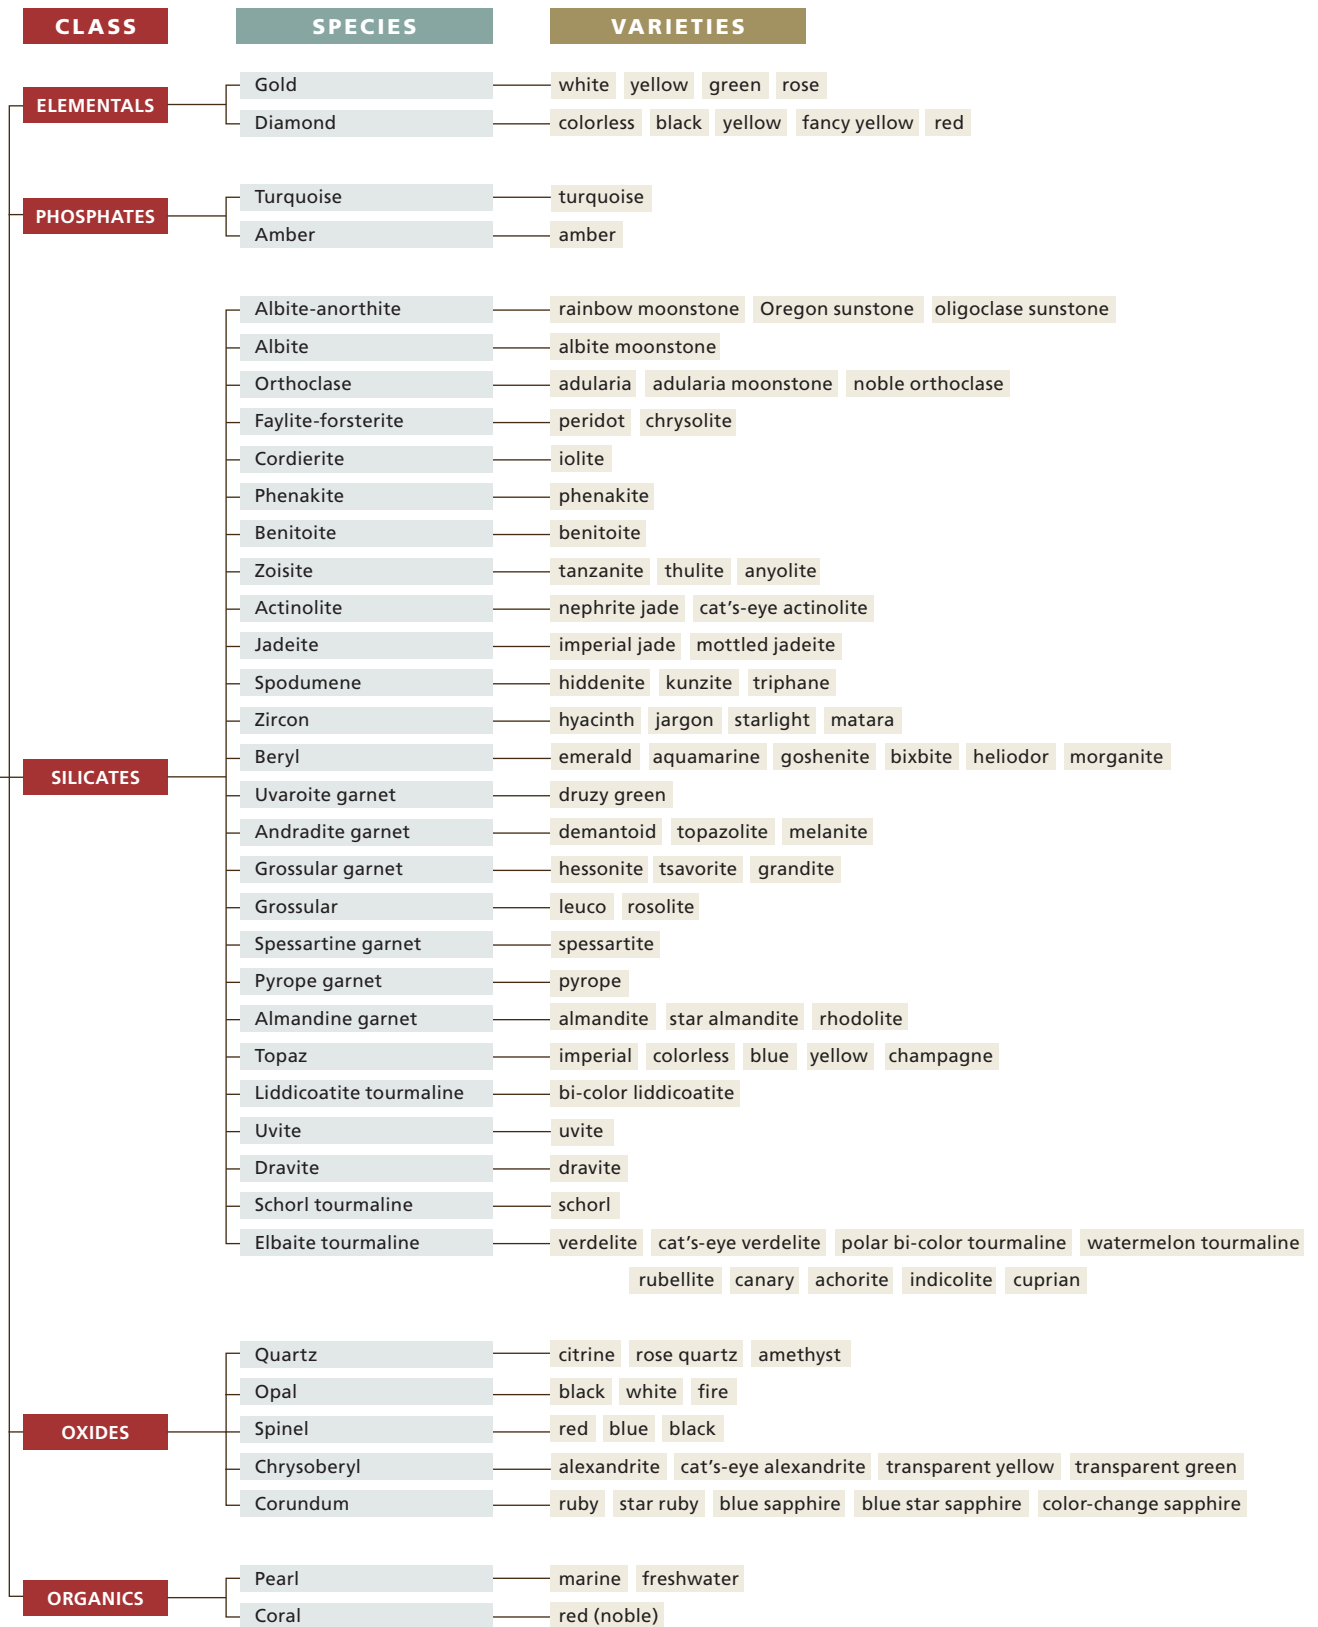 CLASS SPECIES VARIETIES
ELEMENTALS
Gold white yellow green rose
Diamond colorless black yellow fancy yellow red
PHOSPHATES
Turquoise turquoise
Amber amber
Albite-anorthite rainbow moonstone Oregon sunstone oligoclase sunstone
Albite albite moonstone
Orthoclase adularia adularia moonstone noble orthoclase
Faylite-forsterite peridot chrysolite
Cordierite iolite
Phenakite phenakite
Benitoite benitoite
Zoisite tanzanite thulite anyolite
Actinolite nephrite jade cat’s-eye actinolite
Jadeite imperial jade mottled jadeite
Spodumene hiddenite kunzite triphane
Zircon hyacinth jargon starlight matara
Beryl emerald aquamarine goshenite bixbite heliodor morganite
SILICATES
Uvaroite garnet druzy green
Andradite garnet demantoid topazolite melanite
Grossular garnet hessonite tsavorite grandite
Grossular leuco rosolite
Spessartine garnet spessartite
Pyrope garnet pyrope
Almandine garnet almandite star almandite rhodolite
Topaz imperial colorless blue yellow champagne
Liddicoatite tourmaline bi-color liddicoatite
Uvite uvite
Dravite dravite
Schorl tourmaline schorl
Elbaite tourmaline verdelite cat’s-eye verdelite polar bi-color tourmaline watermelon tourmaline
rubellite canary achorite indicolite cuprian
Quartz citrine rose quartz amethyst
Opal black white fire
OXIDES Spinel red blue black
Chrysoberyl alexandrite cat’s-eye alexandrite transparent yellow transparent green
Corundum ruby star ruby blue sapphire blue star sapphire color-change sapphire
ORGANICS
Pearl marine freshwater
Coral red (noble)